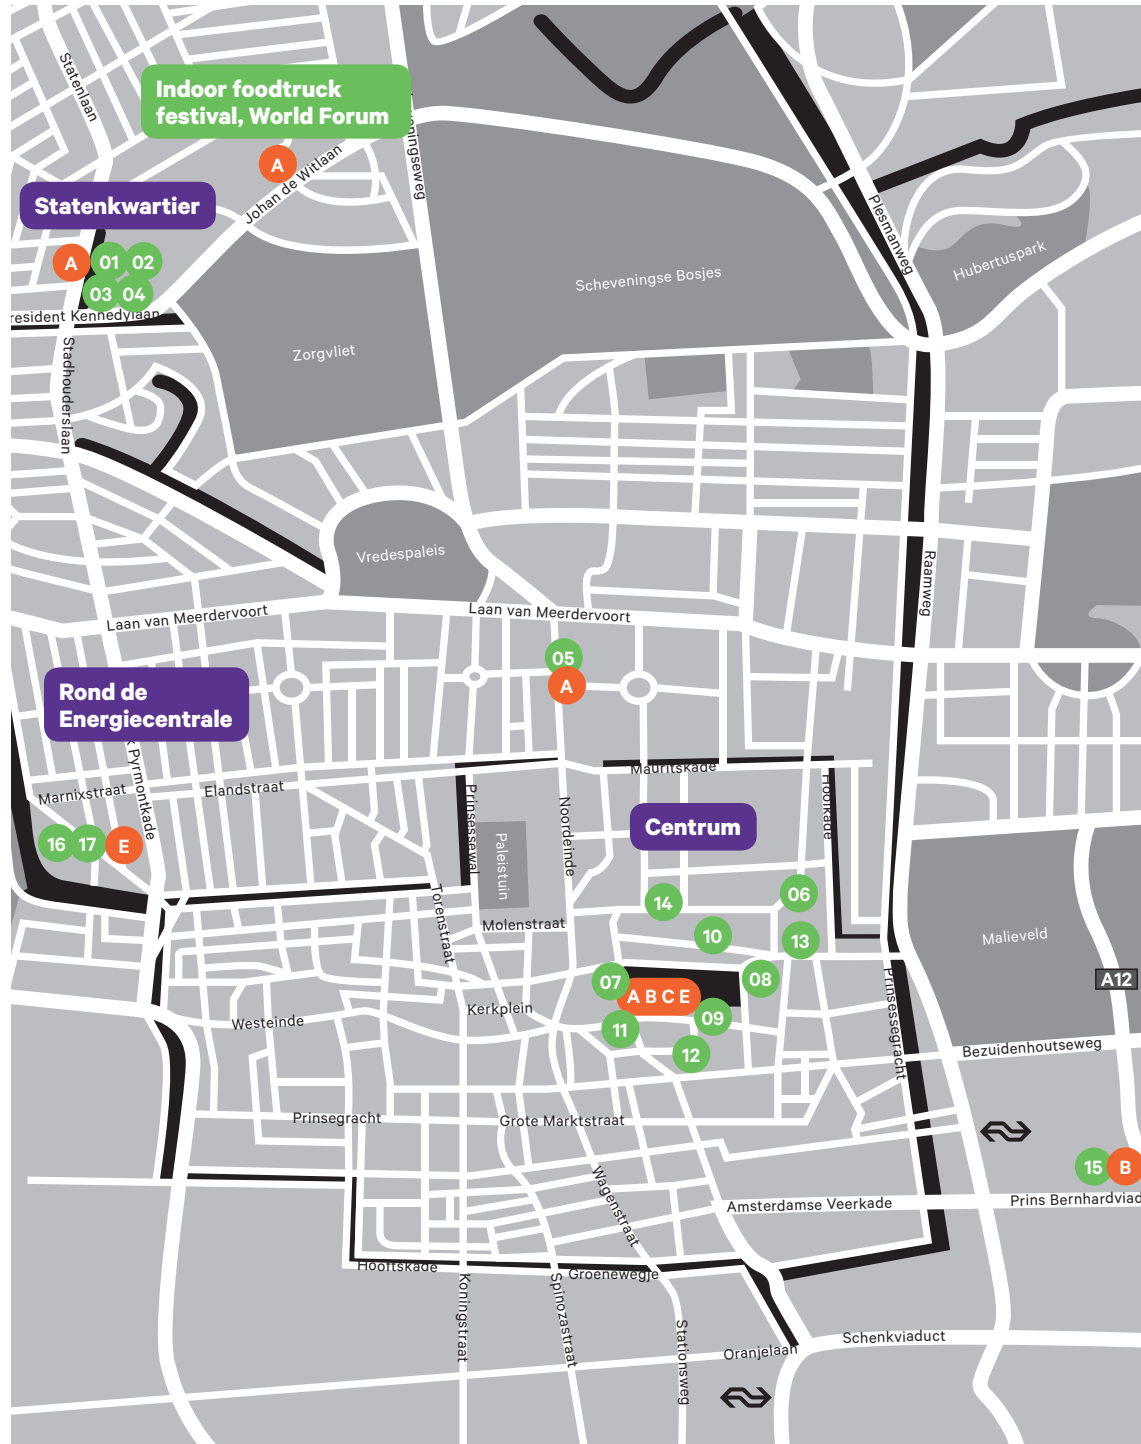 Statenlaan
Indoor foodtruck
festival, World Forum
eningseweg
A
Johan de Witlaan
Statenkwartier
Plesmanweg
A 01 02
Hubertuspark
Scheveningse Bosjes
03 04
resident Kennedylaan
Zorgvliet
Stadhouderslaan
Vredespaleis
Raamweg
Laan van Meerdervoort
Laan van Meerdervoort
05
A
Rond de
Energiecentrale
k Pyrmontkade
Mauritskade
Marnixstraat
Elandstraat
Prinsessewal
Noordeinde
Hooikade
Centrum
16 17 E
Paleistuin
06
14
Torenstraat
Molenstraat
10
13
Malieveld
07
08
A12
A B C E
Kerkplein
09
Westeinde
11
Prinsessegracht
12
Bezuidenhoutseweg
Prinsegracht
Grote Marktstraat
15 B
Wagenstraat
Amsterdamse Veerkade
Prins Bernhardviad
Hooftskade
Groenewegje
Koningstraat
Spinozastraat
Stationsweg
Schenkviaduct
Oranjelaan